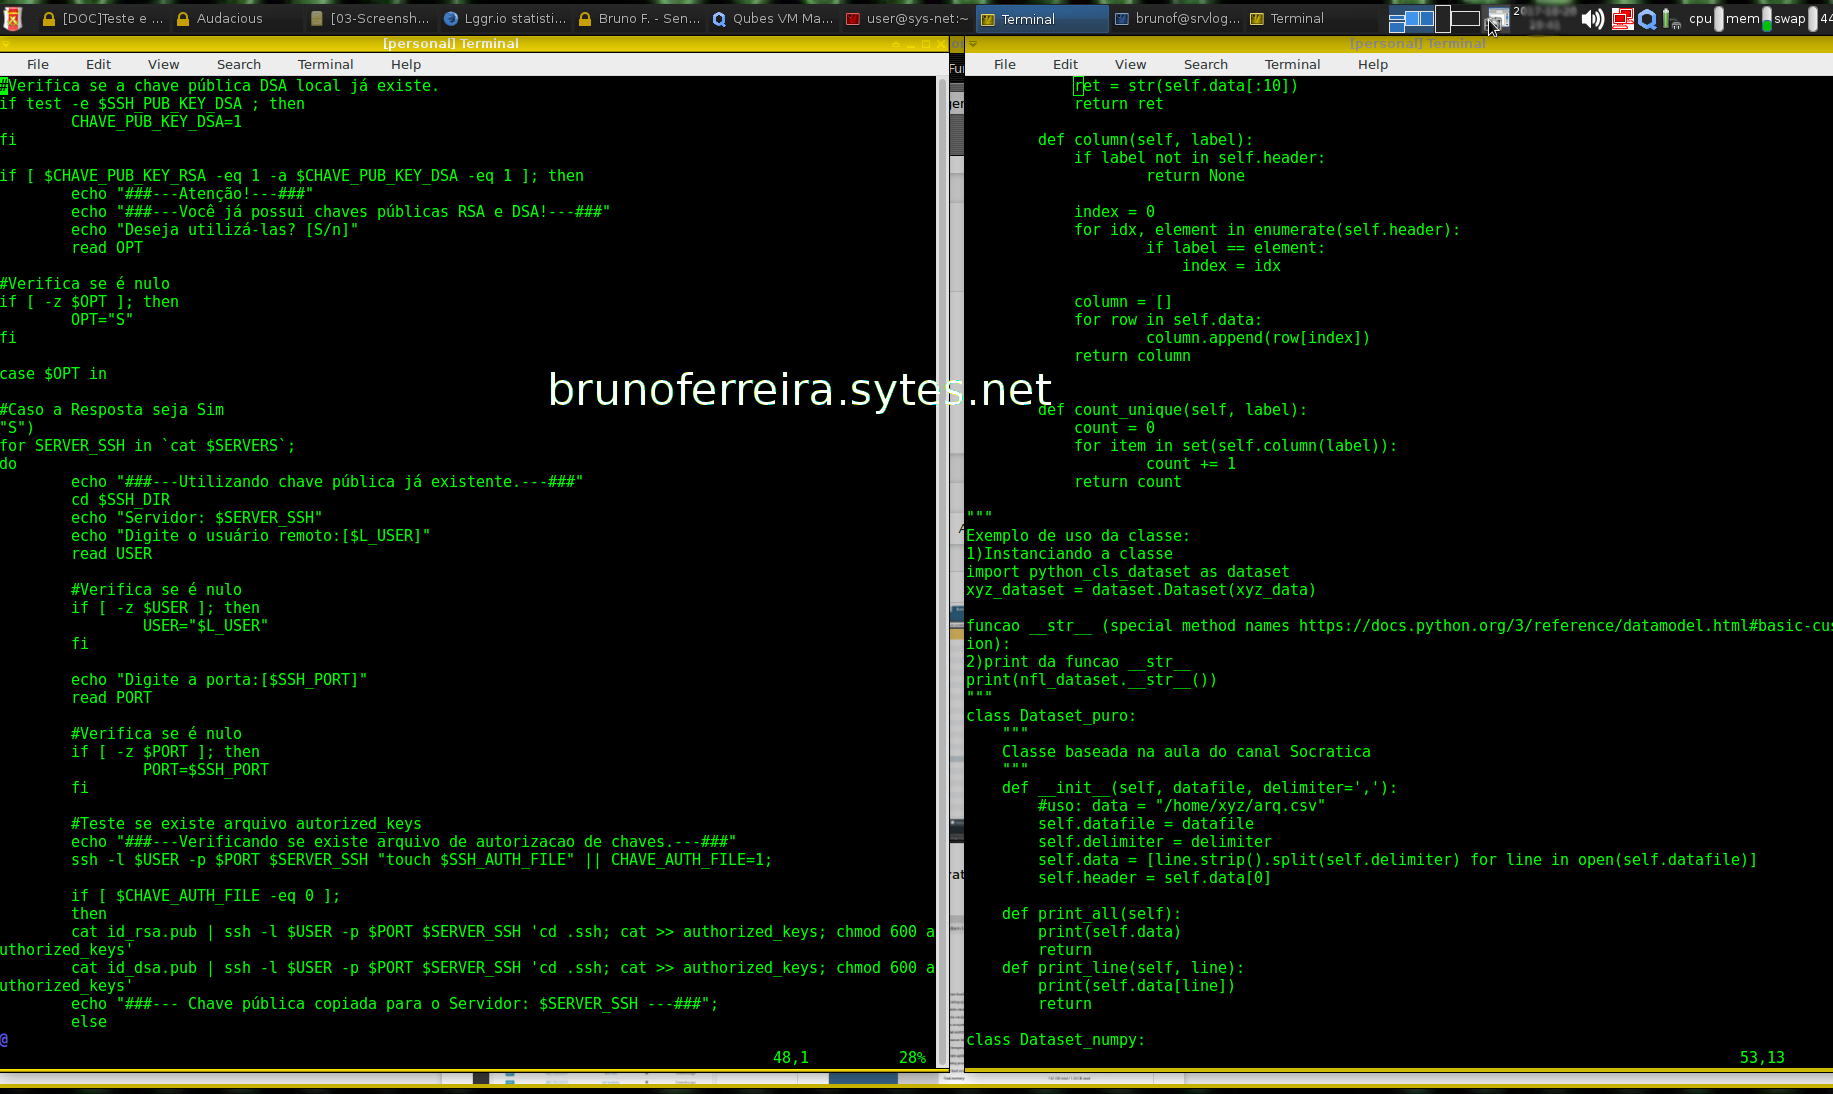 [DOC]Teste e ... Audacious [03-Screensh... Lggr.io statisti... Bruno F. - Sen... Qubes VM Ma... user@sys-net:~ Terminal brunof@srvlog... Terminal cpu mem swap 44
[personal] Terminal
File Edit View Search Terminal Help
#Verifica se a chave pública DSA local já existe.
if test -e $SSH_PUB_KEY_DSA ; then
CHAVE_PUB_KEY_DSA=1
fi
if [ $CHAVE_PUB_KEY_RSA -eq 1 -a $CHAVE_PUB_KEY_DSA -eq 1 ]; then
echo "###---Atenção!---###"
echo "###---Você já possui chaves públicas RSA e DSA!---###"
echo "Deseja utilizá-las? [S/n]"
read OPT
#Verifica se é nulo
if [ -z $OPT ]; then
OPT="S"
fi
case $OPT in
#Caso a Resposta seja Sim
"S")
for SERVER_SSH in `cat $SERVERS`;
do
echo "###---Utilizando chave pública já existente.---###"
cd $SSH_DIR
echo "Servidor: $SERVER_SSH"
echo "Digite o usuário remoto:[$L_USER]"
read USER
#Verifica se é nulo
if [ -z $USER ]; then
USER="$L_USER"
fi
echo "Digite a porta:[$SSH_PORT]"
read PORT
#Verifica se é nulo
if [ -z $PORT ]; then
PORT=$SSH_PORT
fi
#Teste se existe arquivo autorized_keys
echo "###---Verificando se existe arquivo de autorizacao de chaves.---###"
ssh -l $USER -p $PORT $SERVER_SSH "touch $SSH_AUTH_FILE" || CHAVE_AUTH_FILE=1;
if [ $CHAVE_AUTH_FILE -eq 0 ];
then
cat id_rsa.pub | ssh -l $USER -p $PORT $SERVER_SSH 'cd .ssh; cat >> authorized_keys; chmod 600 a
uthorized_keys'
cat id_dsa.pub | ssh -l $USER -p $PORT $SERVER_SSH 'cd .ssh; cat >> authorized_keys; chmod 600 a
uthorized_keys'
echo "###--- Chave pública copiada para o Servidor: $SERVER_SSH ---###";
else
@
48,1 28%
brunoferreira.sytes.net
[personal] Terminal
File Edit View Search Terminal Help
ret = str(self.data[:10])
return ret
def column(self, label):
if label not in self.header:
return None
index = 0
for idx, element in enumerate(self.header):
if label == element:
index = idx
column = []
for row in self.data:
column.append(row[index])
return column
def count_unique(self, label):
count = 0
for item in set(self.column(label)):
count += 1
return count
"""
Exemplo de uso da classe:
1)Instanciando a classe
import python_cls_dataset as dataset
xyz_dataset = dataset.Dataset(xyz_data)
funcao __str__ (special method names https://docs.python.org/3/reference/datamodel.html#basic-cus
ion):
2)print da funcao __str__
print(nfl_dataset.__str__())
"""
class Dataset_puro:
"""
Classe baseada na aula do canal Socratica
"""
def __init__(self, datafile, delimiter=','):
#uso: data = "/home/xyz/arq.csv"
self.datafile = datafile
self.delimiter = delimiter
self.data = [line.strip().split(self.delimiter) for line in open(self.datafile)]
self.header = self.data[0]
def print_all(self):
print(self.data)
return
def print_line(self, line):
print(self.data[line])
return
class Dataset_numpy:
53,13